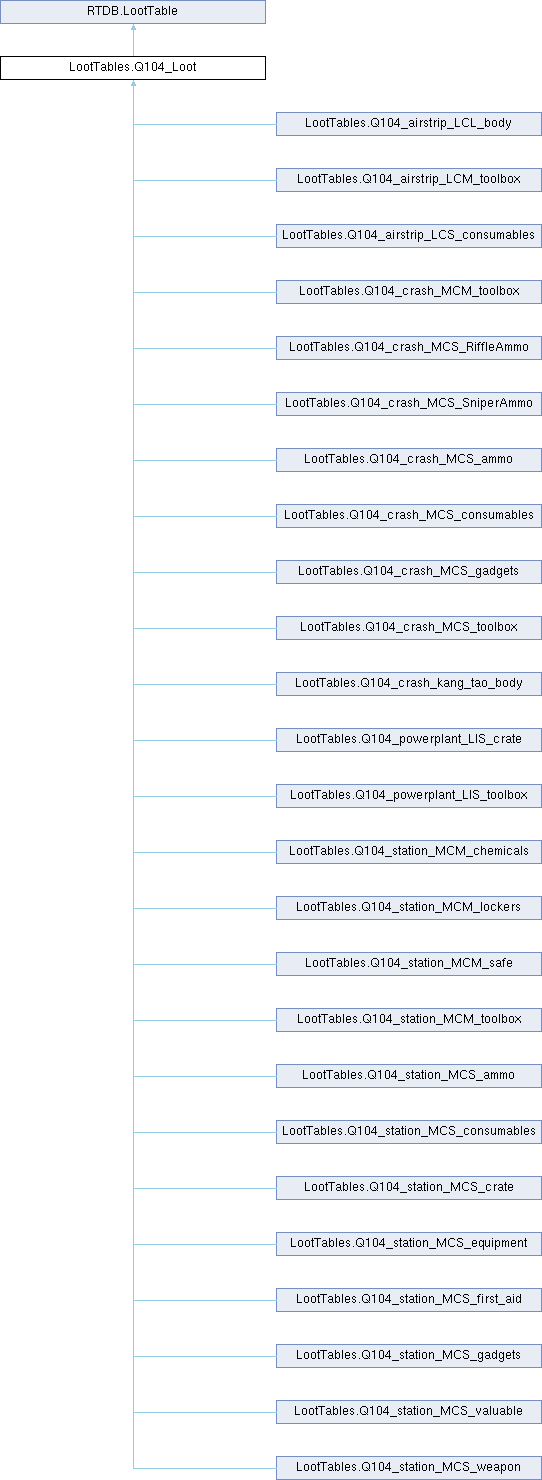 RTDB.LootTable
LootTables.Q104_Loot
LootTables.Q104_airstrip_LCL_body
LootTables.Q104_airstrip_LCM_toolbox
LootTables.Q104_airstrip_LCS_consumables
LootTables.Q104_crash_MCM_toolbox
LootTables.Q104_crash_MCS_RiffleAmmo
LootTables.Q104_crash_MCS_SniperAmmo
LootTables.Q104_crash_MCS_ammo
LootTables.Q104_crash_MCS_consumables
LootTables.Q104_crash_MCS_gadgets
LootTables.Q104_crash_MCS_toolbox
LootTables.Q104_crash_kang_tao_body
LootTables.Q104_powerplant_LIS_crate
LootTables.Q104_powerplant_LIS_toolbox
LootTables.Q104_station_MCM_chemicals
LootTables.Q104_station_MCM_lockers
LootTables.Q104_station_MCM_safe
LootTables.Q104_station_MCM_toolbox
LootTables.Q104_station_MCS_ammo
LootTables.Q104_station_MCS_consumables
LootTables.Q104_station_MCS_crate
LootTables.Q104_station_MCS_equipment
LootTables.Q104_station_MCS_first_aid
LootTables.Q104_station_MCS_gadgets
LootTables.Q104_station_MCS_valuable
LootTables.Q104_station_MCS_weapon